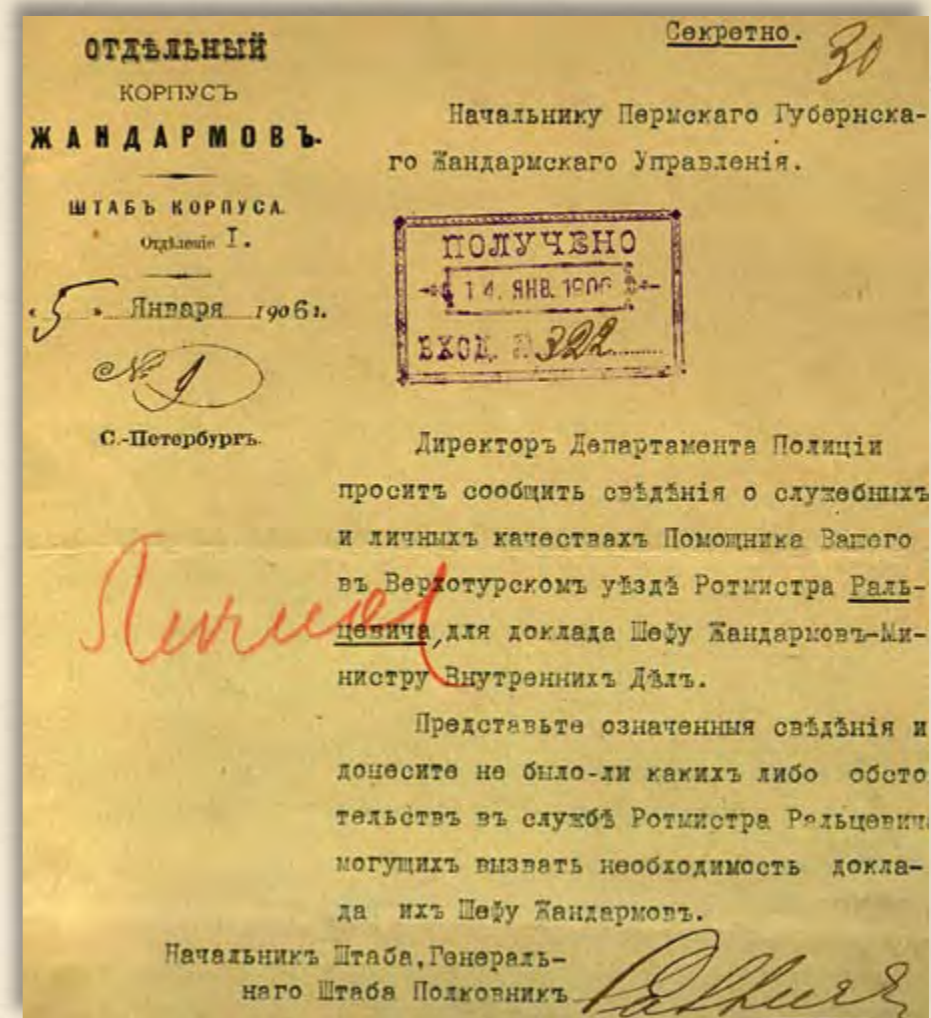 Секретно.
30
ОТДѢЛЬНЫЙ
КОРПУСЪ
ЖАНДАРМОВЪ.
ШТАБЪ КОРПУСА.
Отдѣленіе I.
„5" Января 1906 г.
№ 9
С.-Петербургъ.
Начальнику Пермскаго Губернска-
го Жандармскаго Управленія.
ПОЛУЧЕНО
14. ЯНВ. 1906
ВХОД. № 322
Директоръ Департамента Полиціи
проситъ сообщить свѣдѣнія о служебныхъ
и личныхъ качествахъ Помощника Вашего
въ Верхотурскомъ уѣздѣ Ротмистра Раль-
цевича, для доклада Шефу Жандармовъ-Ми-
нистру Внутреннихъ Дѣлъ.
Представьте означенныя свѣдѣнія и
донесите не было-ли какихъ либо обсто
тельствъ въ службѣ Ротмистра Ральцевича
могущихъ вызвать необходимость докла-
да ихъ Шефу Жандармовъ.
Начальникъ Штаба, Генераль-
наго Штаба Полковникъ